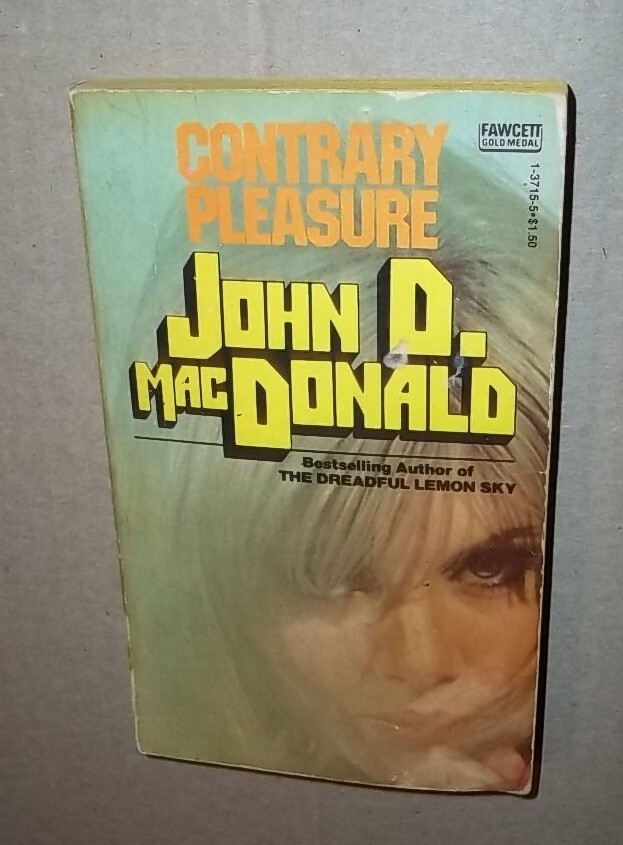 CONTRARY
PLEASURE
FAWCETT
GOLD MEDAL
1-3715-5•$1.50
JOHN D.
MACDONALD
Bestselling Author of
THE DREADFUL LEMON SKY